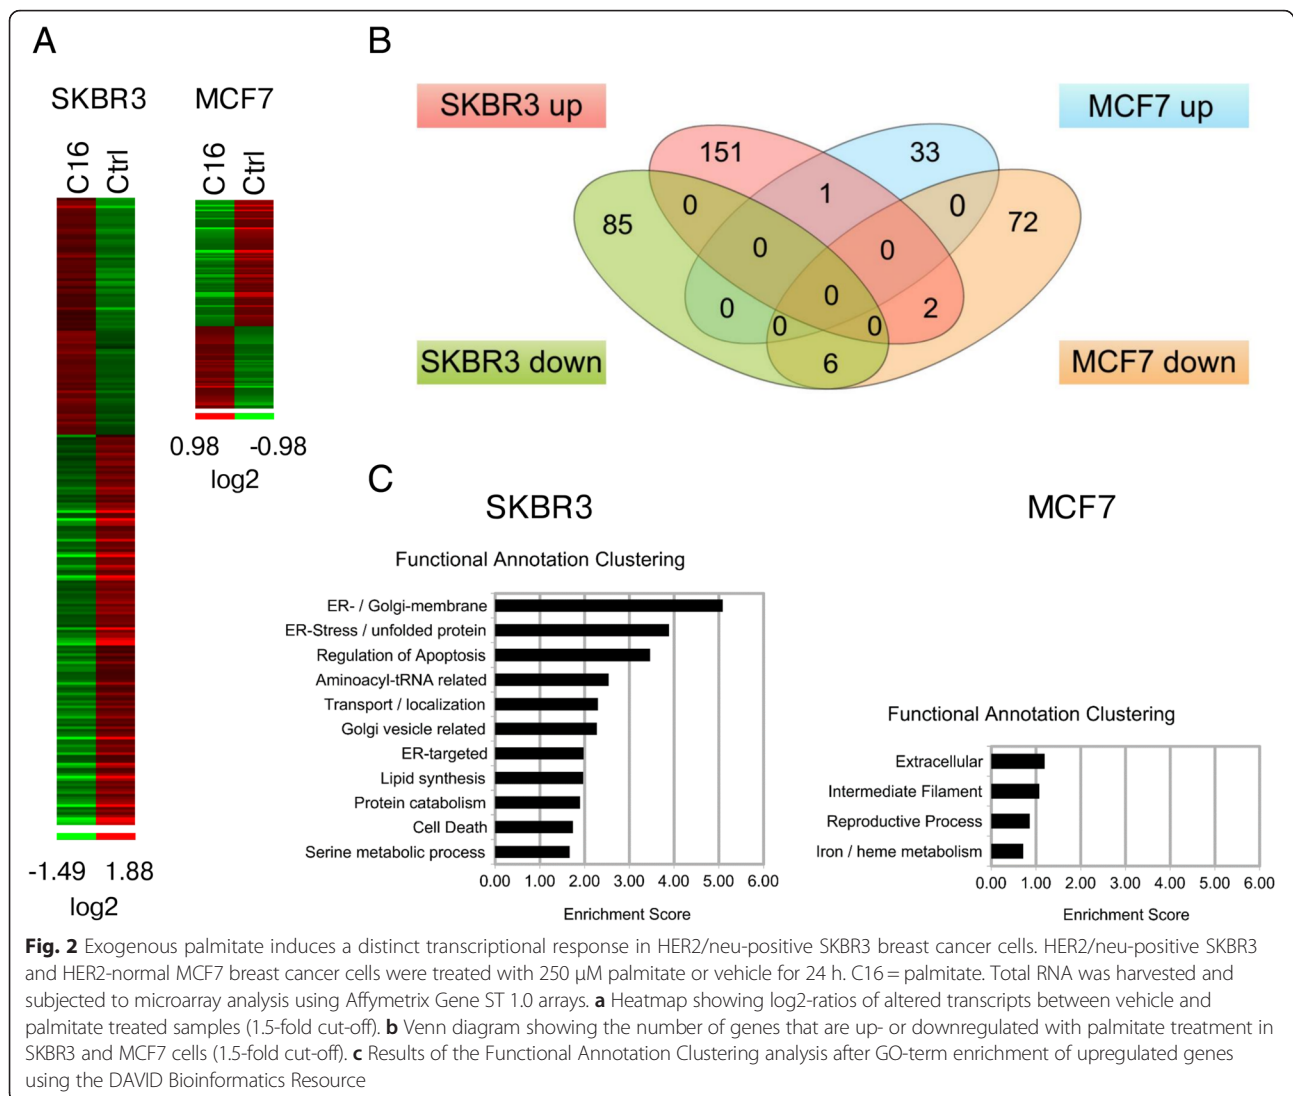 A
SKBR3
MCF7
C16
Ctrl
C16
Ctrl
-1.49 1.88
log2
0.98 -0.98
log2
B
SKBR3 up
MCF7 up
SKBR3 down
MCF7 down
151
33
1
0
0
85
72
0
0
0
0
2
0
0
6
C
SKBR3
Functional Annotation Clustering
ER- / Golgi-membrane
ER-Stress / unfolded protein
Regulation of Apoptosis
Aminoacyl-tRNA related
Transport / localization
Golgi vesicle related
ER-targeted
Lipid synthesis
Protein catabolism
Cell Death
Serine metabolic process
0.00 1.00 2.00 3.00 4.00 5.00 6.00
Enrichment Score
MCF7
Functional Annotation Clustering
Extracellular
Intermediate Filament
Reproductive Process
Iron / heme metabolism
0.00 1.00 2.00 3.00 4.00 5.00 6.00
Enrichment Score
Fig. 2 Exogenous palmitate induces a distinct transcriptional response in HER2/neu-positive SKBR3 breast cancer cells. HER2/neu-positive SKBR3
and HER2-normal MCF7 breast cancer cells were treated with 250 μM palmitate or vehicle for 24 h. C16 = palmitate. Total RNA was harvested and
subjected to microarray analysis using Affymetrix Gene ST 1.0 arrays. a Heatmap showing log2-ratios of altered transcripts between vehicle and
palmitate treated samples (1.5-fold cut-off). b Venn diagram showing the number of genes that are up- or downregulated with palmitate treatment in
SKBR3 and MCF7 cells (1.5-fold cut-off). c Results of the Functional Annotation Clustering analysis after GO-term enrichment of upregulated genes
using the DAVID Bioinformatics Resource